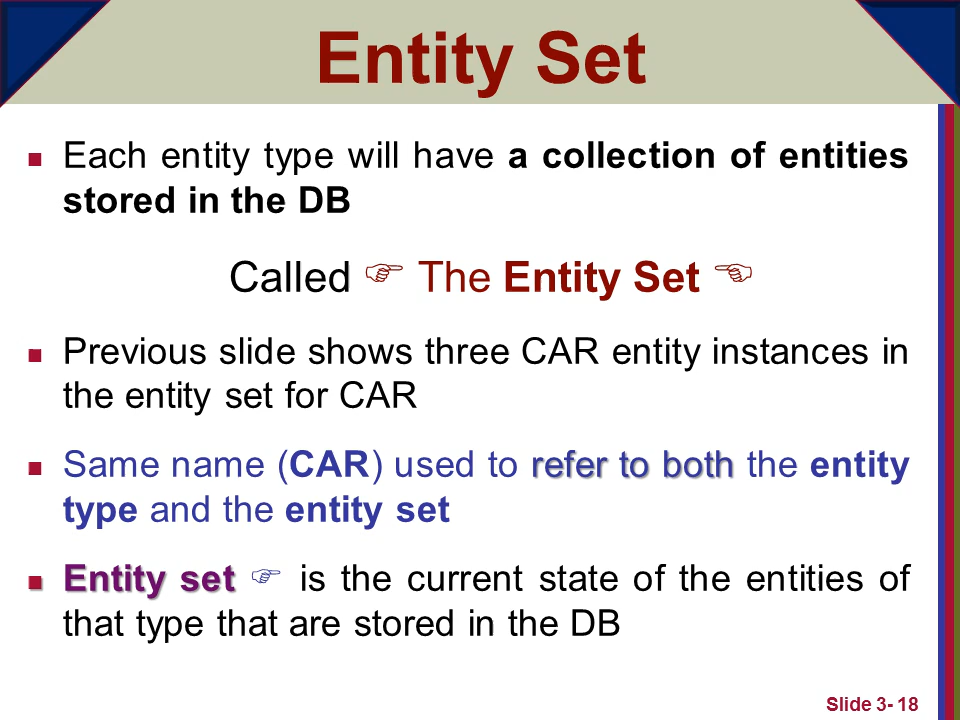 Entity Set
Each entity type will have a collection of entities
stored in the DB
Called ☞ The Entity Set ☜
Previous slide shows three CAR entity instances in
the entity set for CAR
Same name (CAR) used to refer to both the entity
type and the entity set
Entity set ☞ is the current state of the entities of
that type that are stored in the DB
Slide 3- 18